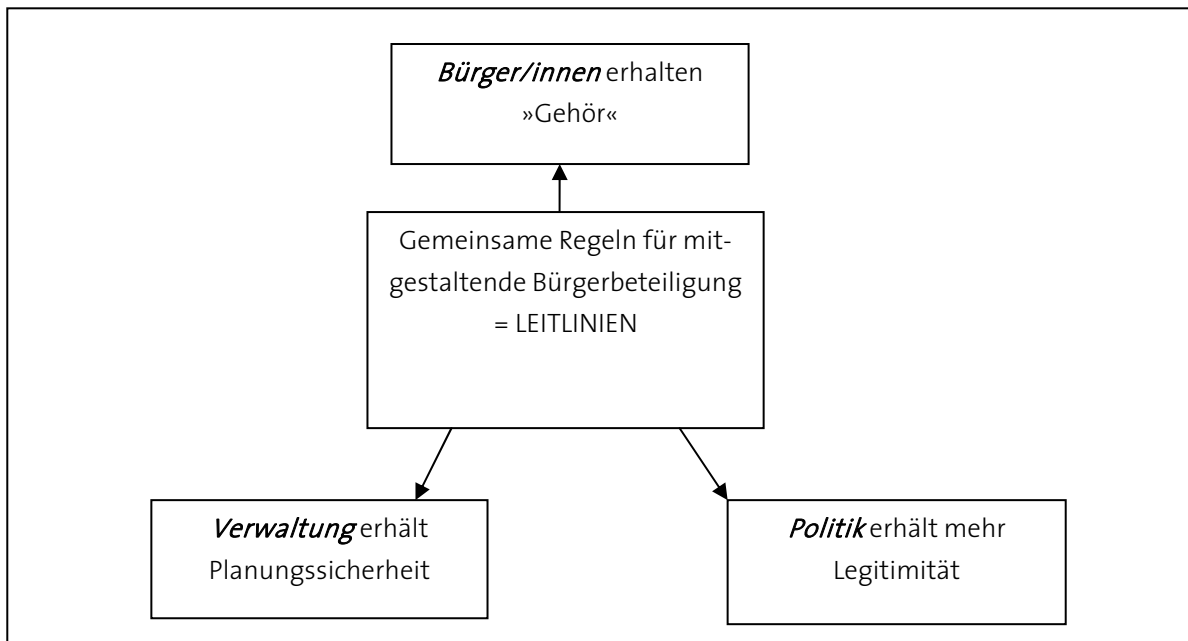 Bürger/innen erhalten
»Gehör«
Gemeinsame Regeln für mit-
gestaltende Bürgerbeteiligung
= LEITLINIEN
Verwaltung erhält
Planungssicherheit
Politik erhält mehr
Legitimität